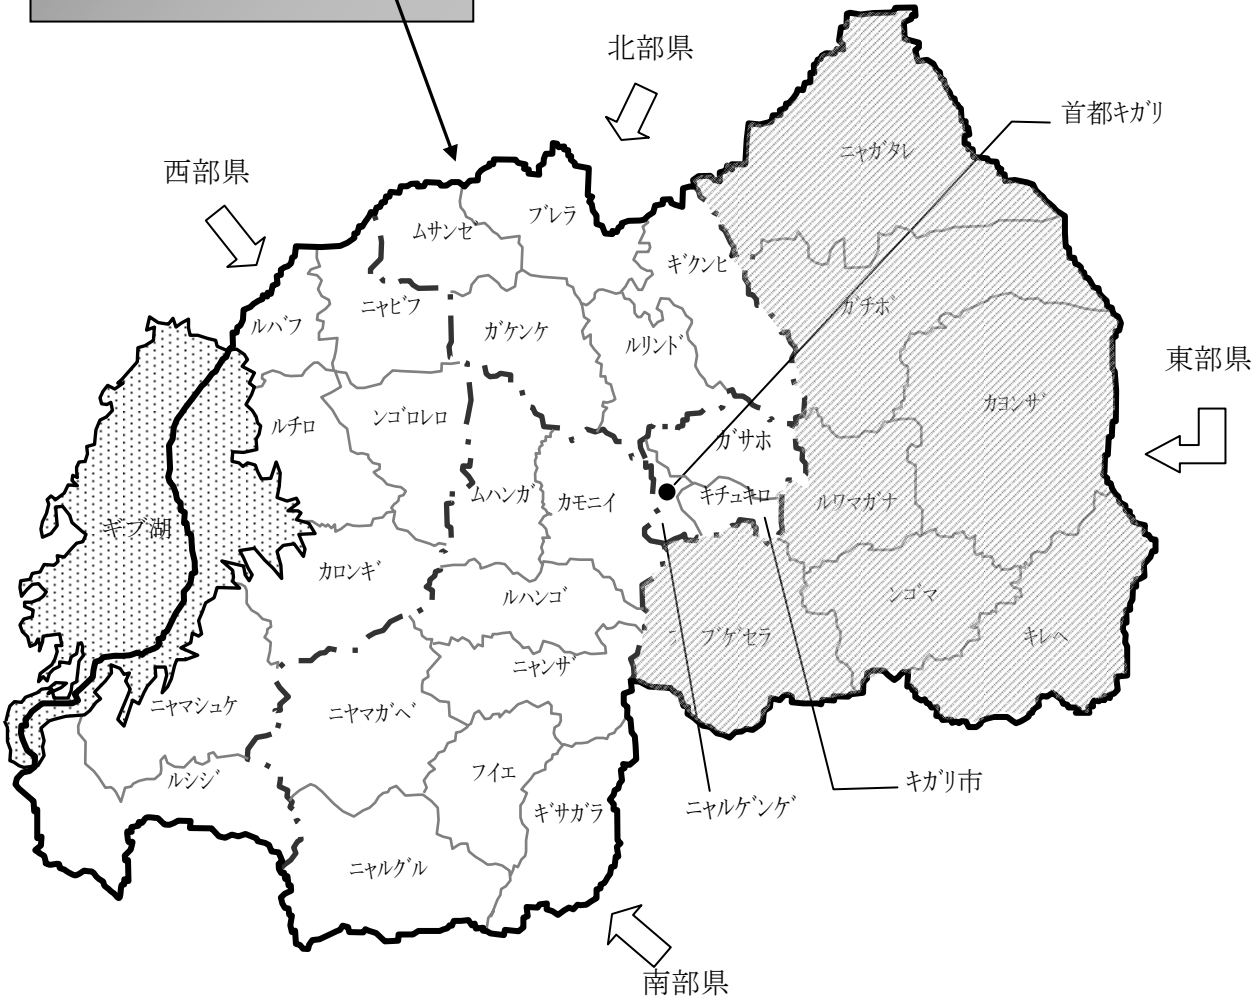 北部県
首都キガリ
ニャガタレ
西部県
ブレラ
ムサンゼ
ギクンビ
ニャビフ
ガチボ
ルバフ
ガケンケ
ルリンド
東部県
カヨンザ
ルチロ
ンゴロレロ
ガサホ
ムハンガ
カモニイ
キチュキロ
ルワマガナ
ギブ湖
カロンギ
ルハンゴ
ンゴマ
ブゲセラ
キレヘ
ニャンザ
ニヤマシュケ
ニヤマガベ
フイエ
ルシジ
キガリ市
ニャルゲンゲ
ギサガラ
ニャルグル
南部県